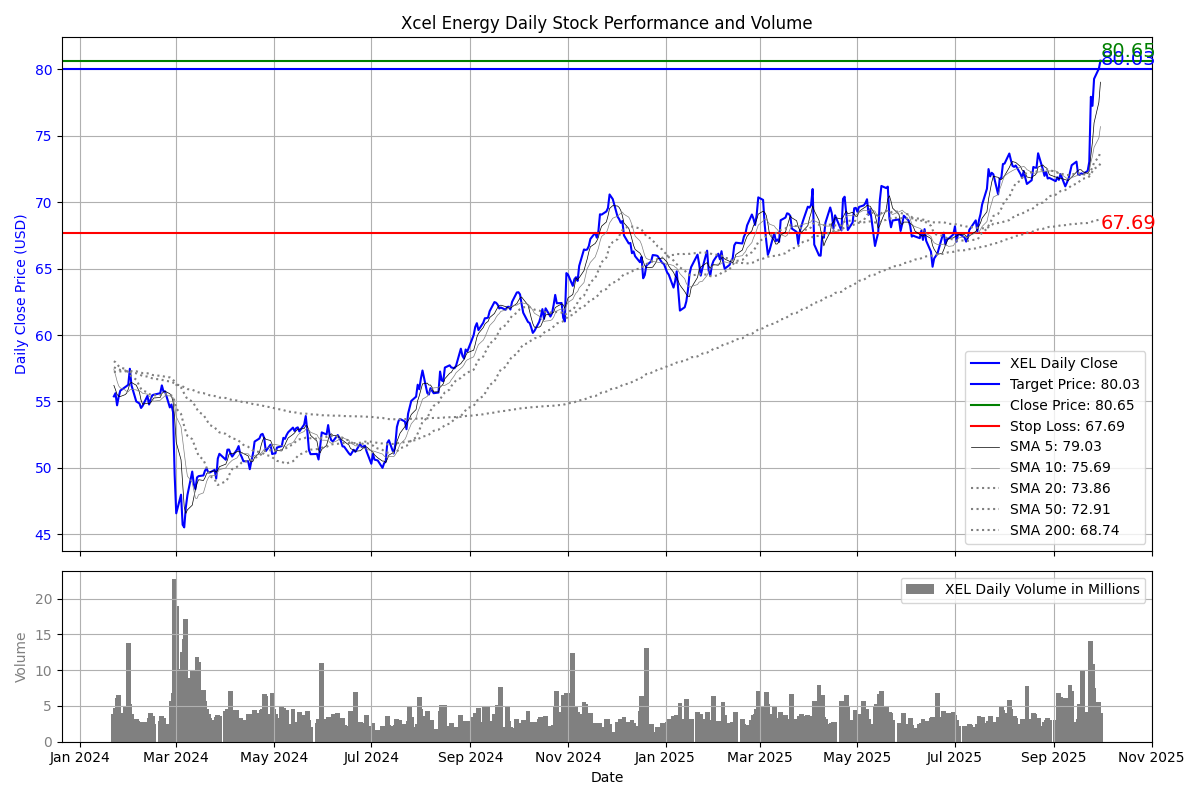 Xcel Energy Daily Stock Performance and Volume
80.65
80.03
67.69
Daily Close Price (USD)
80
75
70
65
60
55
50
45
XEL Daily Close
Target Price: 80.03
Close Price: 80.65
Stop Loss: 67.69
SMA 5: 79.03
SMA 10: 75.69
SMA 20: 73.86
SMA 50: 72.91
SMA 200: 68.74
XEL Daily Volume in Millions
Volume
20
15
10
5
0
Jan 2024 Mar 2024 May 2024 Jul 2024 Sep 2024 Nov 2024 Jan 2025 Mar 2025 May 2025 Jul 2025 Sep 2025 Nov 2025
Date